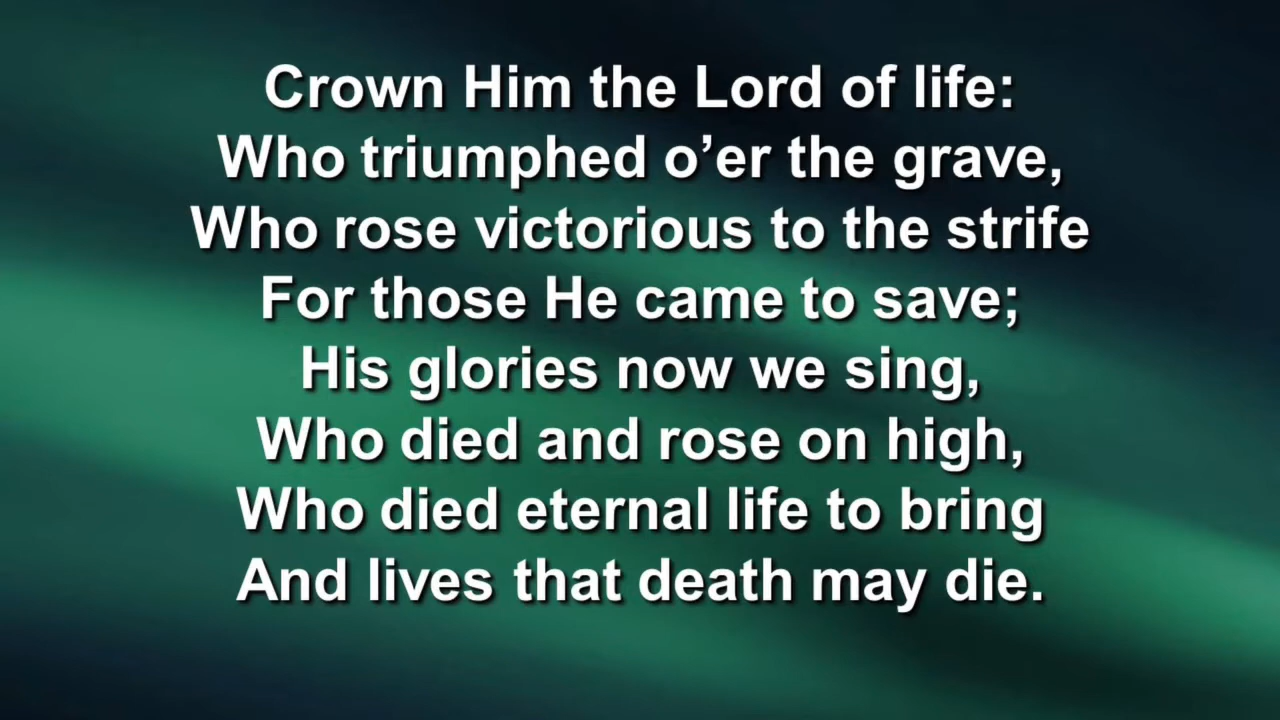 Crown Him the Lord of life:
Who triumphed o’er the grave,
Who rose victorious to the strife
For those He came to save;
His glories now we sing,
Who died and rose on high,
Who died eternal life to bring
And lives that death may die.